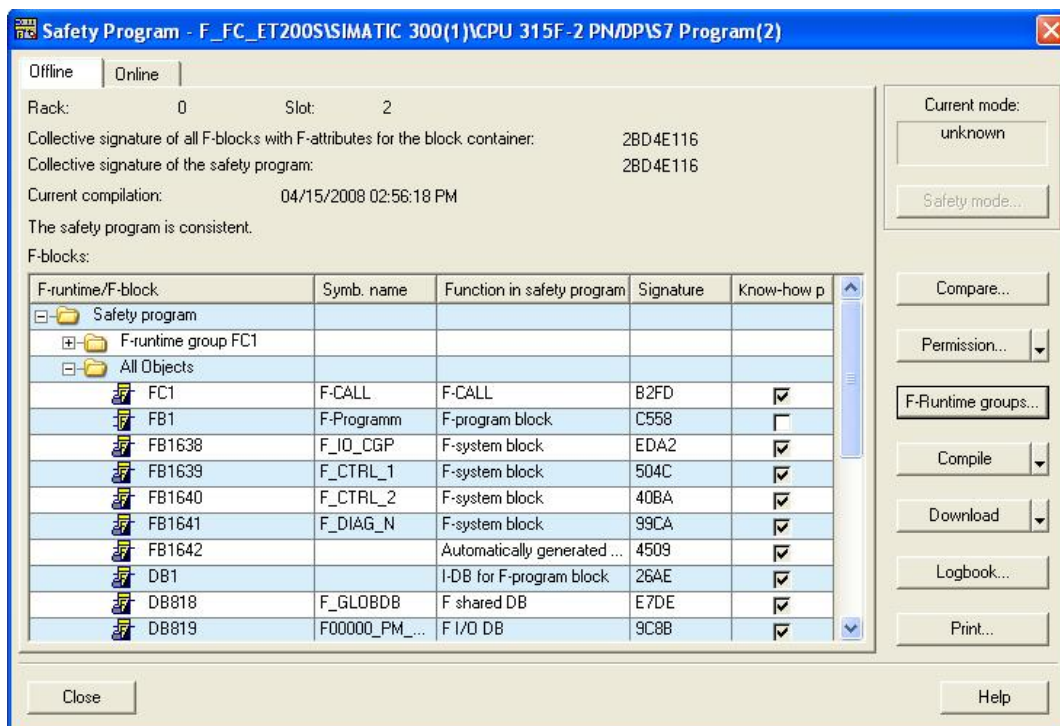 Safety Program - F_FC_ET200S\SIMATIC 300(1)\CPU 315F-2 PN/DP\S7 Program(2)
Offline Online
Rack: 0 Slot: 2
Collective signature of all F-blocks with F-attributes for the block container: 2BD4E116
Collective signature of the safety program: 2BD4E116
Current compilation: 04/15/2008 02:56:18 PM
The safety program is consistent.
F-blocks:
F-runtime/F-block Symb. name Function in safety program Signature Know-how p
Safety program
F-runtime group FC1
All Objects
FC1 F-CALL F-CALL B2FD
FB1 F-Programm F-program block C558
FB1638 F_IO_CGP F-system block EDA2
FB1639 F_CTRL_1 F-system block 504C
FB1640 F_CTRL_2 F-system block 40BA
FB1641 F_DIAG_N F-system block 99CA
FB1642 Automatically generated ... 4509
DB1 I-DB for F-program block 26AE
DB818 F_GLOBDB F shared DB E7DE
DB819 F00000_PM_... F I/O DB 9C8B
Current mode:
unknown
Safety mode...
Compare...
Permission...
F-Runtime groups...
Compile
Download
Logbook...
Print...
Close Help